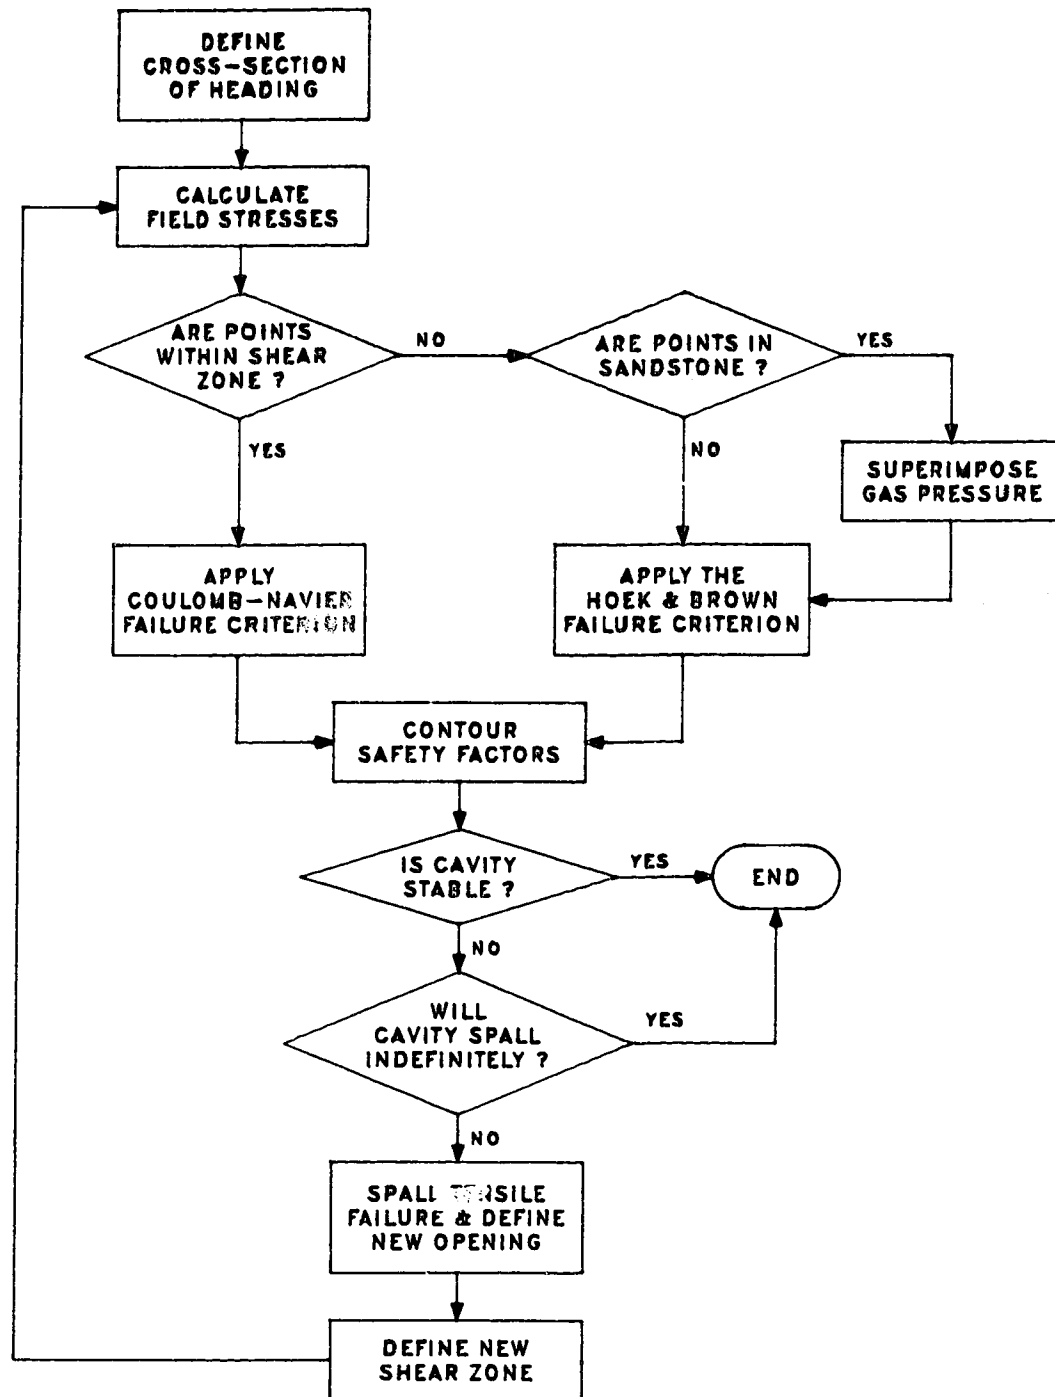 DEFINE
CROSS-SECTION
OF HEADING
CALCULATE
FIELD STRESSES
ARE POINTS
WITHIN SHEAR
ZONE ?
NO
ARE POINTS IN
SANDSTONE ?
YES
YES
NO
SUPERIMPOSE
GAS PRESSURE
APPLY
COULOMB-NAVIER
FAILURE CRITERION
APPLY THE
HOEK & BROWN
FAILURE CRITERION
CONTOUR
SAFETY FACTORS
IS CAVITY
STABLE ?
YES
END
NO
WILL
CAVITY SPALL
INDEFINITELY ?
YES
NO
SPALL TENSILE
FAILURE & DEFINE
NEW OPENING
DEFINE NEW
SHEAR ZONE